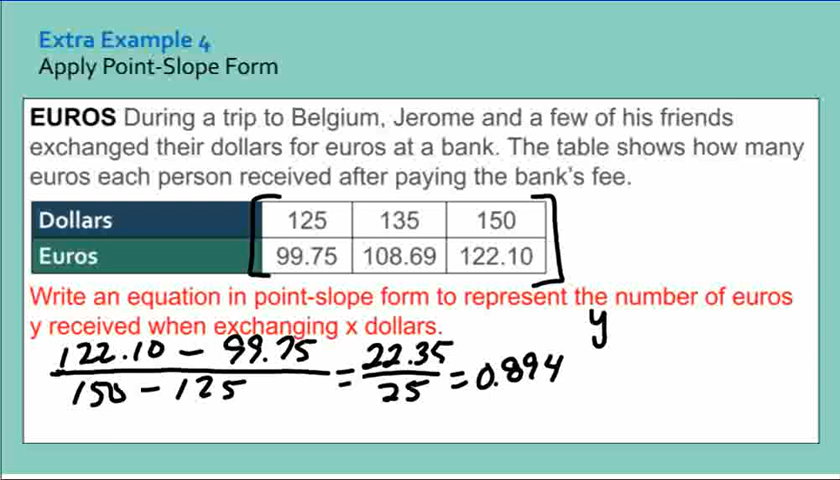 Extra Example 4
Apply Point-Slope Form
EUROS During a trip to Belgium, Jerome and a few of his friends
exchanged their dollars for euros at a bank. The table shows how many
euros each person received after paying the bank's fee.
Dollars 125 135 150
Euros 99.75 108.69 122.10
Write an equation in point-slope form to represent the number of euros
y received when exchanging x dollars.
y
122.10 - 99.75 / 150 - 125 = 22.35 / 25 = 0.894